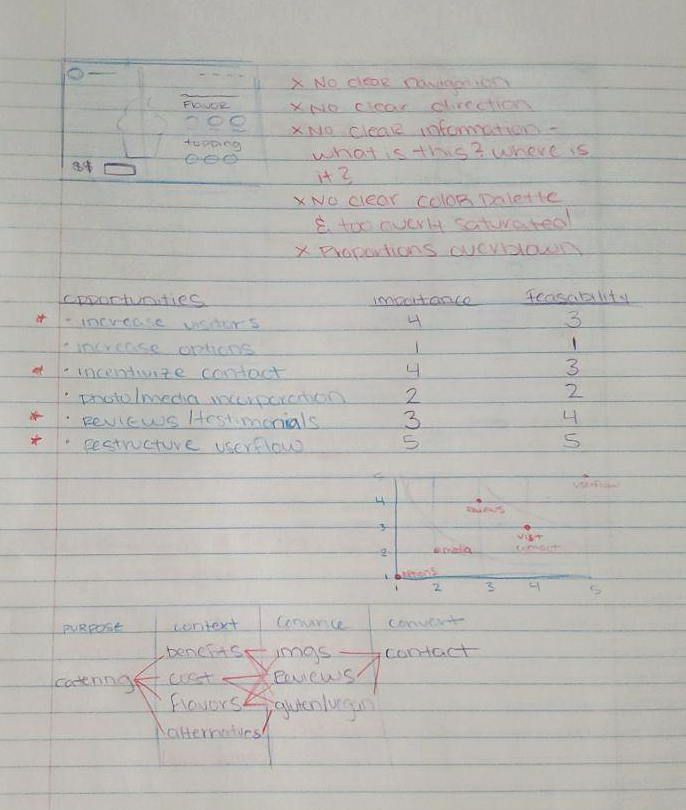 Flavor
topping
$$
x No clear navigation
x No clear direction
x No clear information -
what is this? where is
it?
x No clear color palette
& too overly saturated!
x Proportions overblown
opportunities importance feasability
* · increase visitors 4 3
· increase options 1 1
* · incentivize contact 4 3
· photo/media incorporation 2 2
* · reviews/testimonials 3 4
* · restructure userflow 5 5
5 userflow
4 reviews
3 visit
contact
2 media
1 options
1 2 3 4 5
PURPOSE context Convince convert
benefits imgs contact
catering cost Reviews
flavors gluten/vegan
alternatives